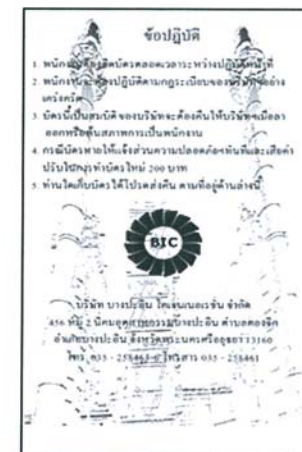 ข้อปฏิบัติ
1. พนักงานต้องติดบัตรตลอดเวลาระหว่างปฏิบัติหน้าที่
2. พนักงานจะต้องปฏิบัติตามกฎระเบียบของบริษัทฯอย่าง
เคร่งครัด
3. บัตรนี้เป็นสมบัติของบริษัทจะต้องคืนให้บริษัทฯเมื่อลา
ออกหรือพ้นสภาพการเป็นพนักงาน
4. กรณีบัตรหายให้แจ้งส่วนความปลอดภัยฯทันทีและเสียค่า
ปรับในการทำบัตรใหม่ 200 บาท
5. ท่านใดเก็บบัตรได้โปรดส่งคืน ตามที่อยู่ด้านล่างนี้
BIC
บริษัท บางปะอิน โคเจนเนอเรชั่น จำกัด
456 หมู่ 2 นิคมอุตสาหกรรมบางปะอิน ตำบลคลองจิก
อำเภอบางปะอิน จังหวัดพระนครศรีอยุธยา 13160
โทร. 035 - โทรสาร 035 - 258461